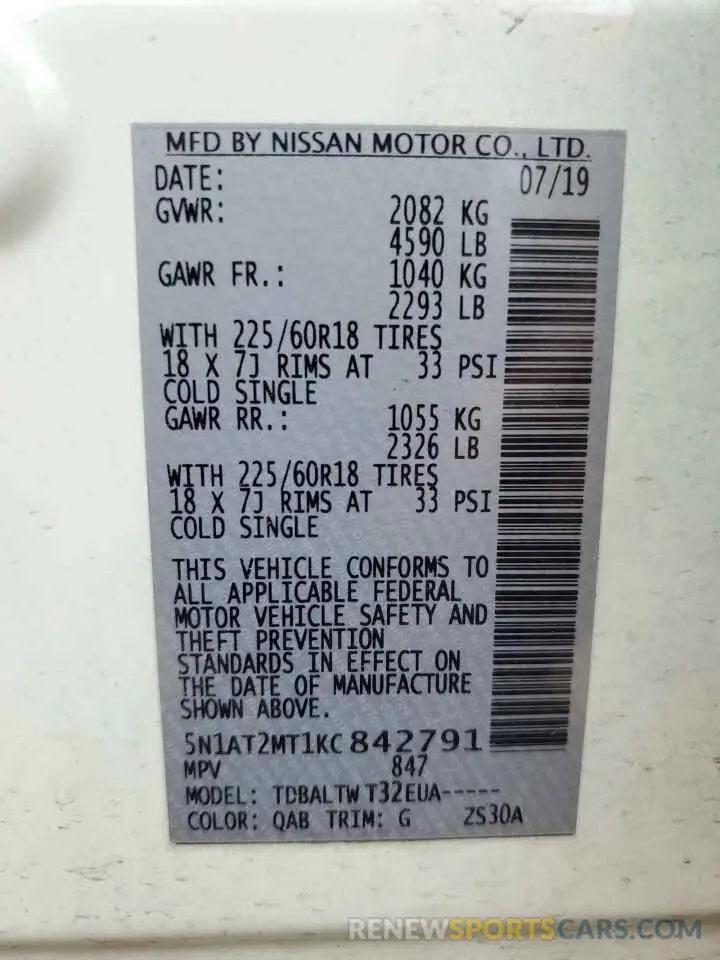 MFD BY NISSAN MOTOR CO., LTD.
DATE: 07/19
GVWR: 2082 KG
4590 LB
GAWR FR.: 1040 KG
2293 LB
WITH 225/60R18 TIRES
18 X 7J RIMS AT 33 PSI
COLD SINGLE
GAWR RR.: 1055 KG
2326 LB
WITH 225/60R18 TIRES
18 X 7J RIMS AT 33 PSI
COLD SINGLE
THIS VEHICLE CONFORMS TO
ALL APPLICABLE FEDERAL
MOTOR VEHICLE SAFETY AND
THEFT PREVENTION
STANDARDS IN EFFECT ON
THE DATE OF MANUFACTURE
SHOWN ABOVE.
5N1AT2MT1KC842791
MPV 847
MODEL: TDBALTW T32EUA-----
COLOR: QAB TRIM: G ZS30A
RENEWSPORTSCARS.COM